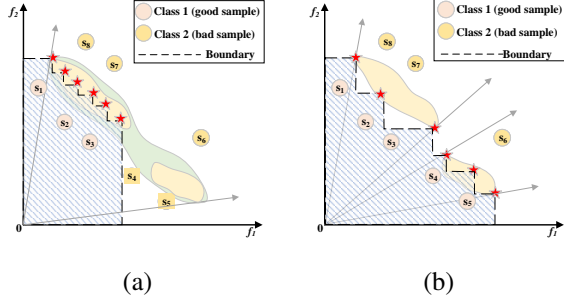 f2
Class 1 (good sample)
Class 2 (bad sample)
Boundary
s8
s7
s1
s2
s3
s6
s4
s5
0
f1
(a)
f2
Class 1 (good sample)
Class 2 (bad sample)
Boundary
s8
s7
s1
s2
s3
s6
s4
s5
0
f1
(b)